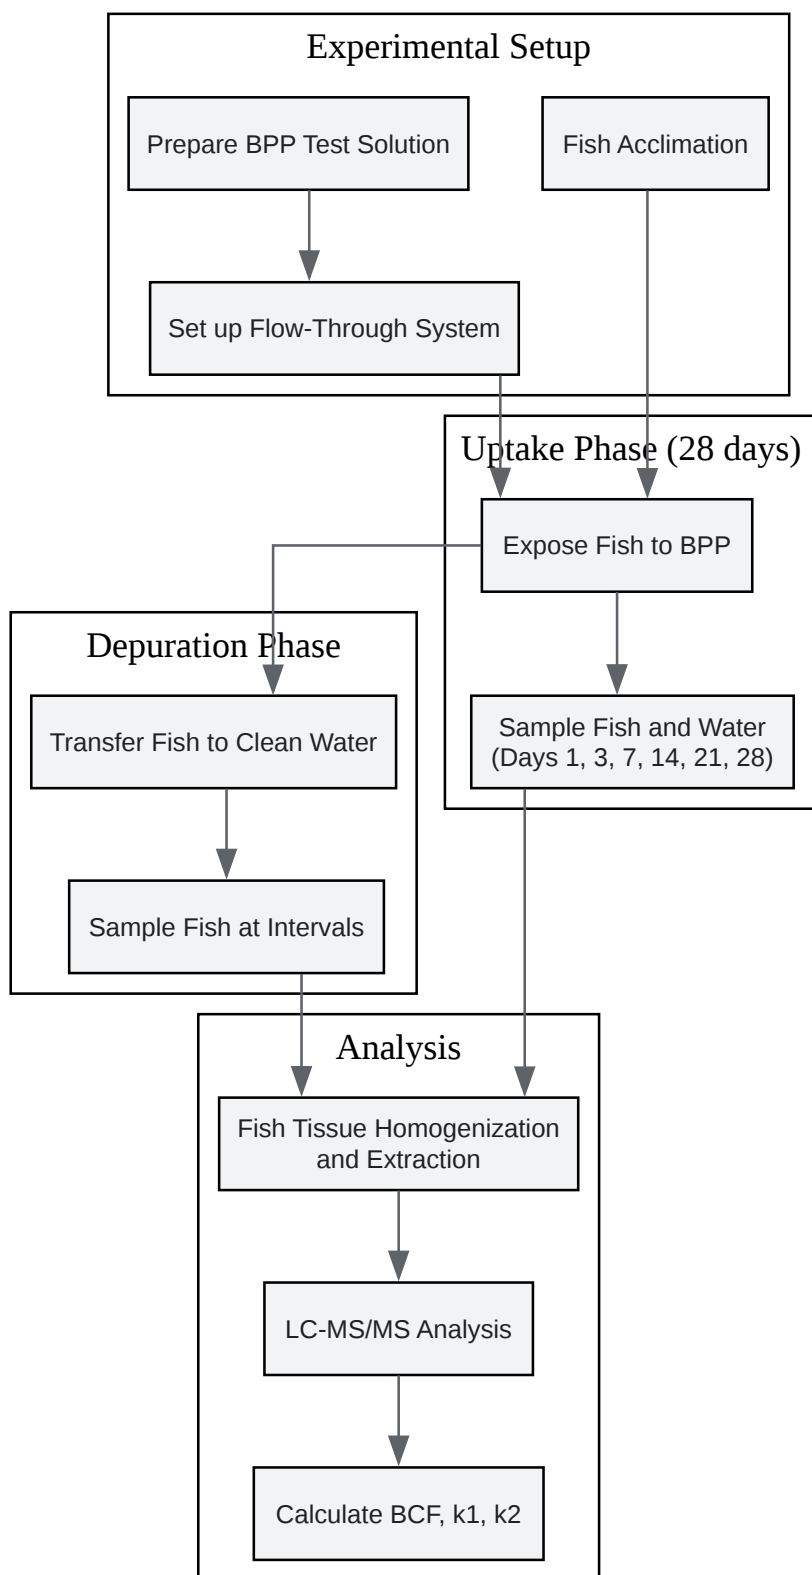 Experimental Setup
Prepare BPP Test Solution
Fish Acclimation
Set up Flow-Through System
Uptake Phase (28 days)
Expose Fish to BPP
Depuration Phase
Transfer Fish to Clean Water
Sample Fish and Water
(Days 1, 3, 7, 14, 21, 28)
Sample Fish at Intervals
Analysis
Fish Tissue Homogenization
and Extraction
LC-MS/MS Analysis
Calculate BCF, k1, k2